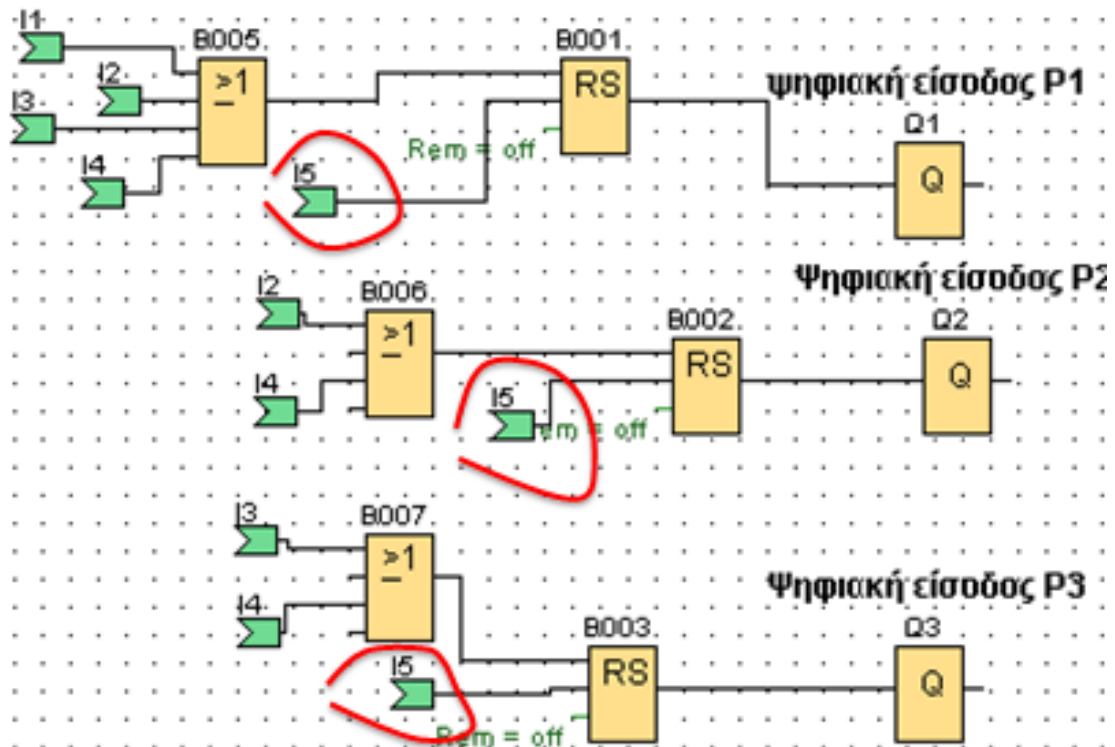 I1
B005
B001
I2
≥1
RS
ψηφιακή είσοδος P1
I3
Q1
Rem = off
I4
I5
Q
Ψηφιακή είσοδος P2
I2
B006
B002
Q2
≥1
RS
Q
I4
I5
em = off
I3
B007
≥1
Ψηφιακή είσοδος P3
I4
B003
Q3
I5
RS
Q
Rem = off